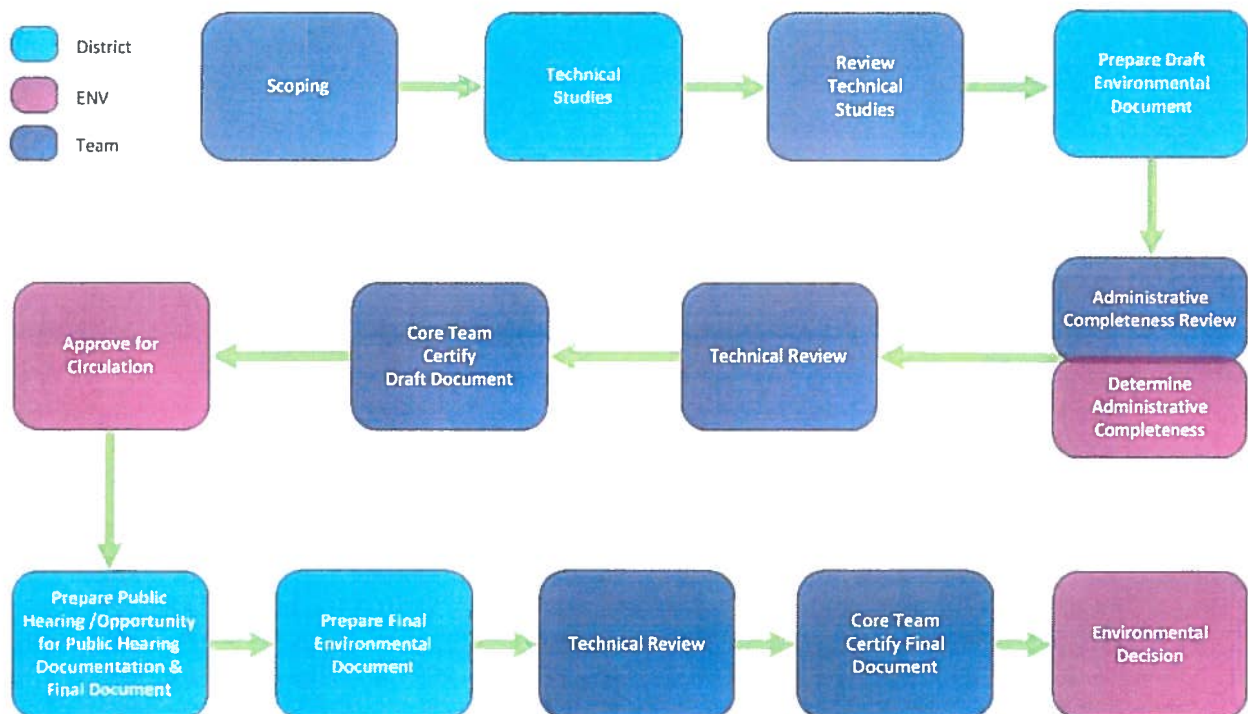 District
ENV
Team
Scoping
Technical
Studies
Review
Technical
Studies
Prepare Draft
Environmental
Document
Administrative
Completeness Review
Determine
Administrative
Completeness
Technical Review
Core Team
Certify
Draft Document
Approve for
Circulation
Prepare Public
Hearing /Opportunity
for Public Hearing
Documentation &
Final Document
Prepare Final
Environmental
Document
Technical Review
Core Team
Certify Final
Document
Environmental
Decision